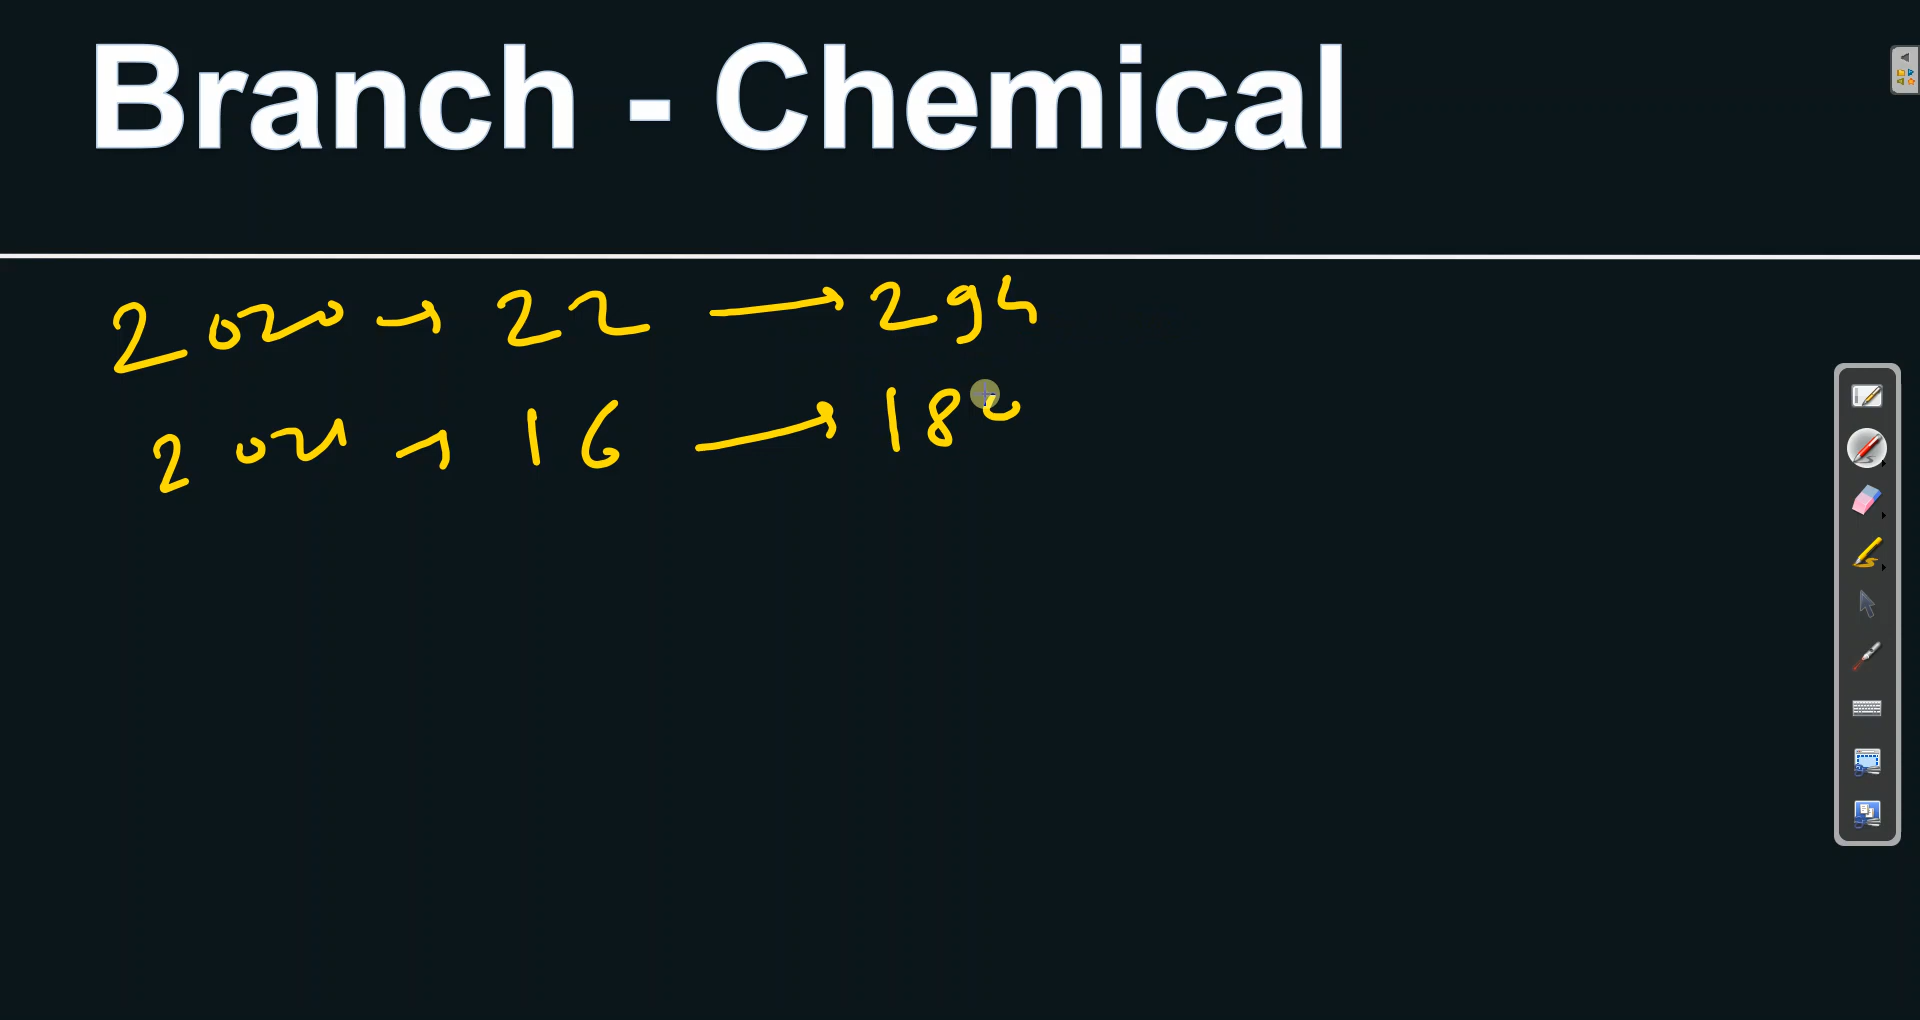 Branch - Chemical
2020 → 22 → 294
2021 → 16 → 180